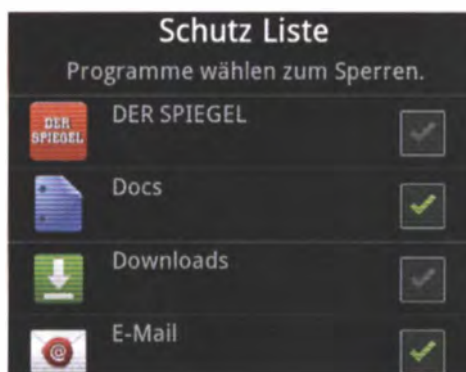 Schutz Liste
Programme wählen zum Sperren.
DER
SPIEGEL
DER SPIEGEL
Docs
Downloads
@
E-Mail